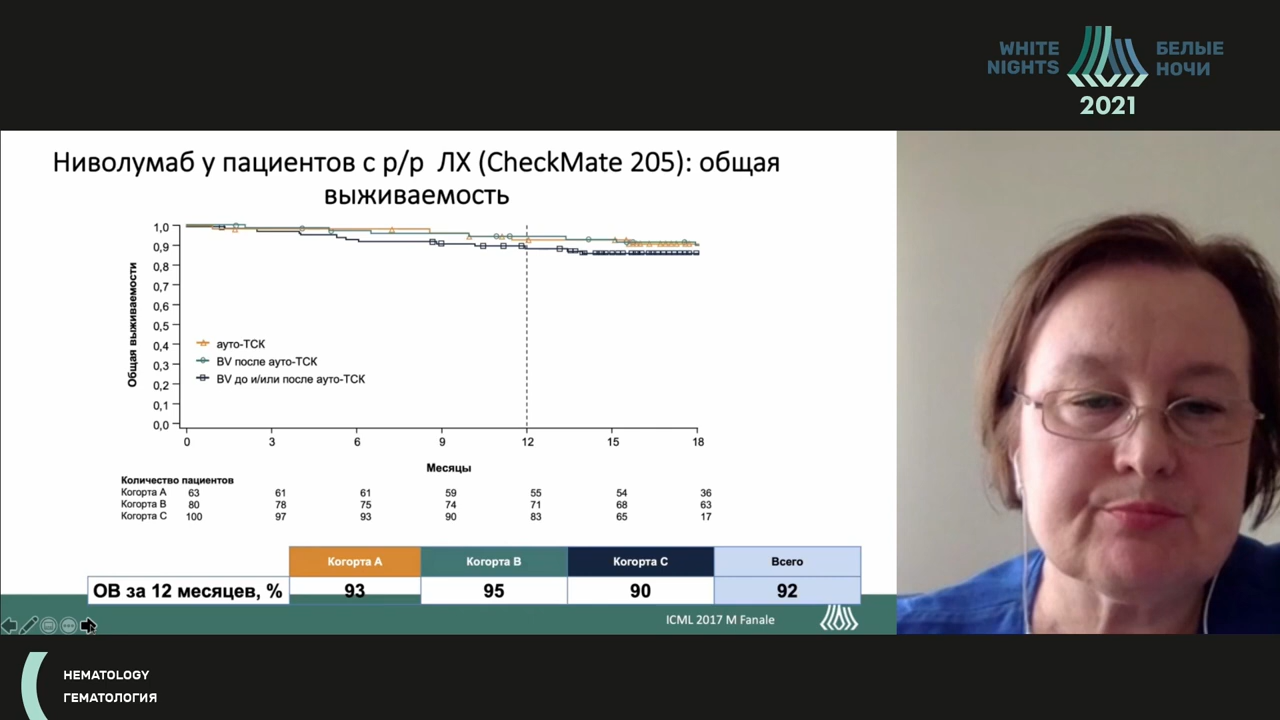 WHITE NIGHTS
БЕЛЫЕ НОЧИ
2021
Ниволумаб у пациентов с р/р ЛХ (CheckMate 205): общая
выживаемость
Общая выживаемости
1,0
0,9
0,8
0,7
0,6
0,5
0,4
0,3
0,2
0,1
0,0
ауто-ТСК
BV после ауто-ТСК
BV до и/или после ауто-ТСК
0 3 6 9 12 15 18
Месяцы
Количество пациентов
Когорта A 63 61 61 59 55 54 36
Когорта B 80 78 75 74 71 68 63
Когорта C 100 97 93 90 83 65 17
Когорта A Когорта B Когорта C Всего
ОВ за 12 месяцев, % 93 95 90 92
ICML 2017 M Fanale
HEMATOLOGY
ГЕМАТОЛОГИЯ